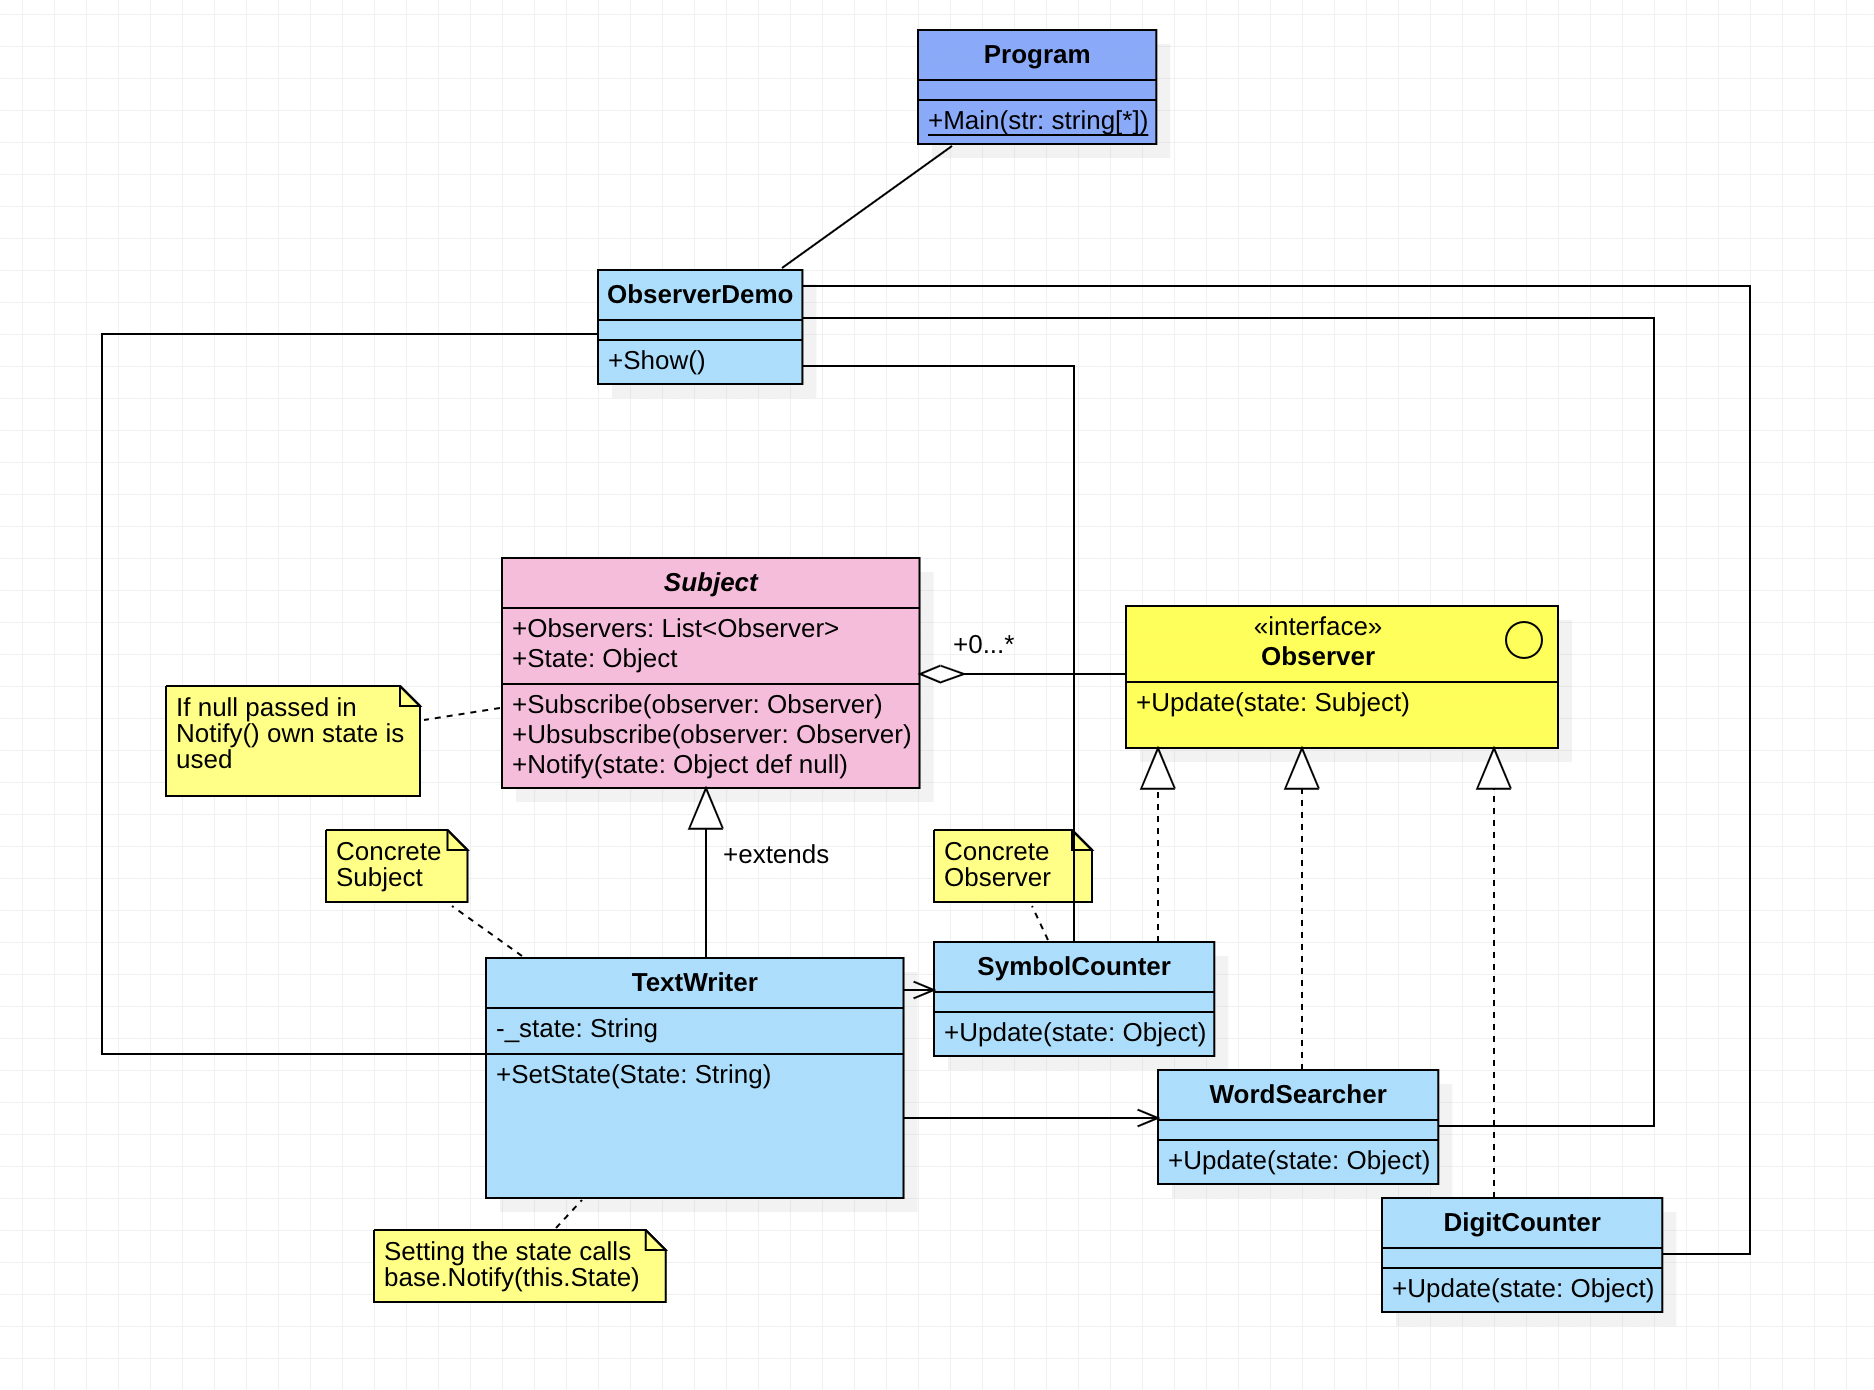 Program
+Main(str: string[*])
ObserverDemo
+Show()
Subject
+Observers: List<Observer>
+State: Object
+Subscribe(observer: Observer)
+Ubsubscribe(observer: Observer)
+Notify(state: Object def null)
+0...*
«interface»
Observer
+Update(state: Subject)
If null passed in
Notify() own state is
used
Concrete
Subject
+extends
Concrete
Observer
TextWriter
-_state: String
+SetState(State: String)
SymbolCounter
+Update(state: Object)
WordSearcher
+Update(state: Object)
DigitCounter
+Update(state: Object)
Setting the state calls
base.Notify(this.State)